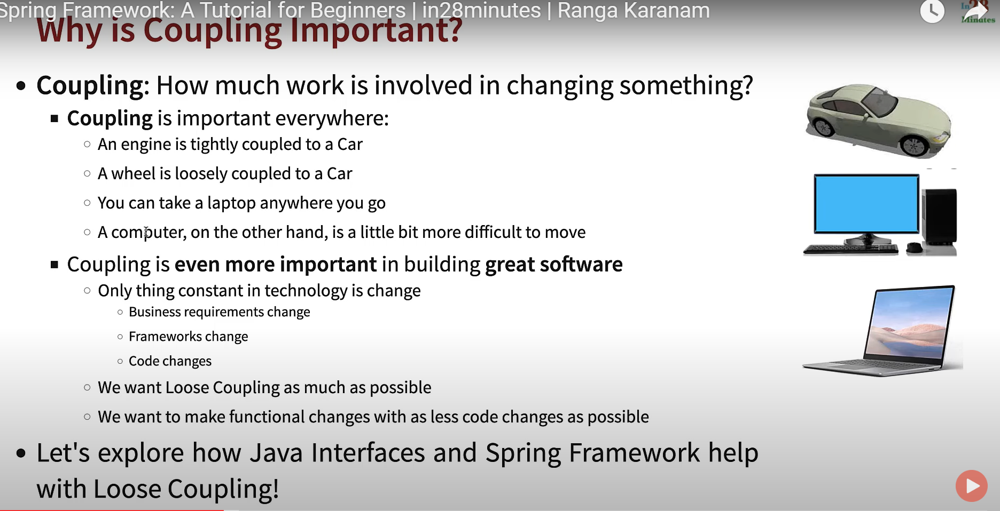 Spring Framework: A Tutorial for Beginners | in28minutes | Ranga Karanam
In28
Minutes
Why is Coupling Important?
Coupling: How much work is involved in changing something?
Coupling is important everywhere:
An engine is tightly coupled to a Car
A wheel is loosely coupled to a Car
You can take a laptop anywhere you go
A computer, on the other hand, is a little bit more difficult to move
Coupling is even more important in building great software
Only thing constant in technology is change
Business requirements change
Frameworks change
Code changes
We want Loose Coupling as much as possible
We want to make functional changes with as less code changes as possible
Let's explore how Java Interfaces and Spring Framework help
with Loose Coupling!